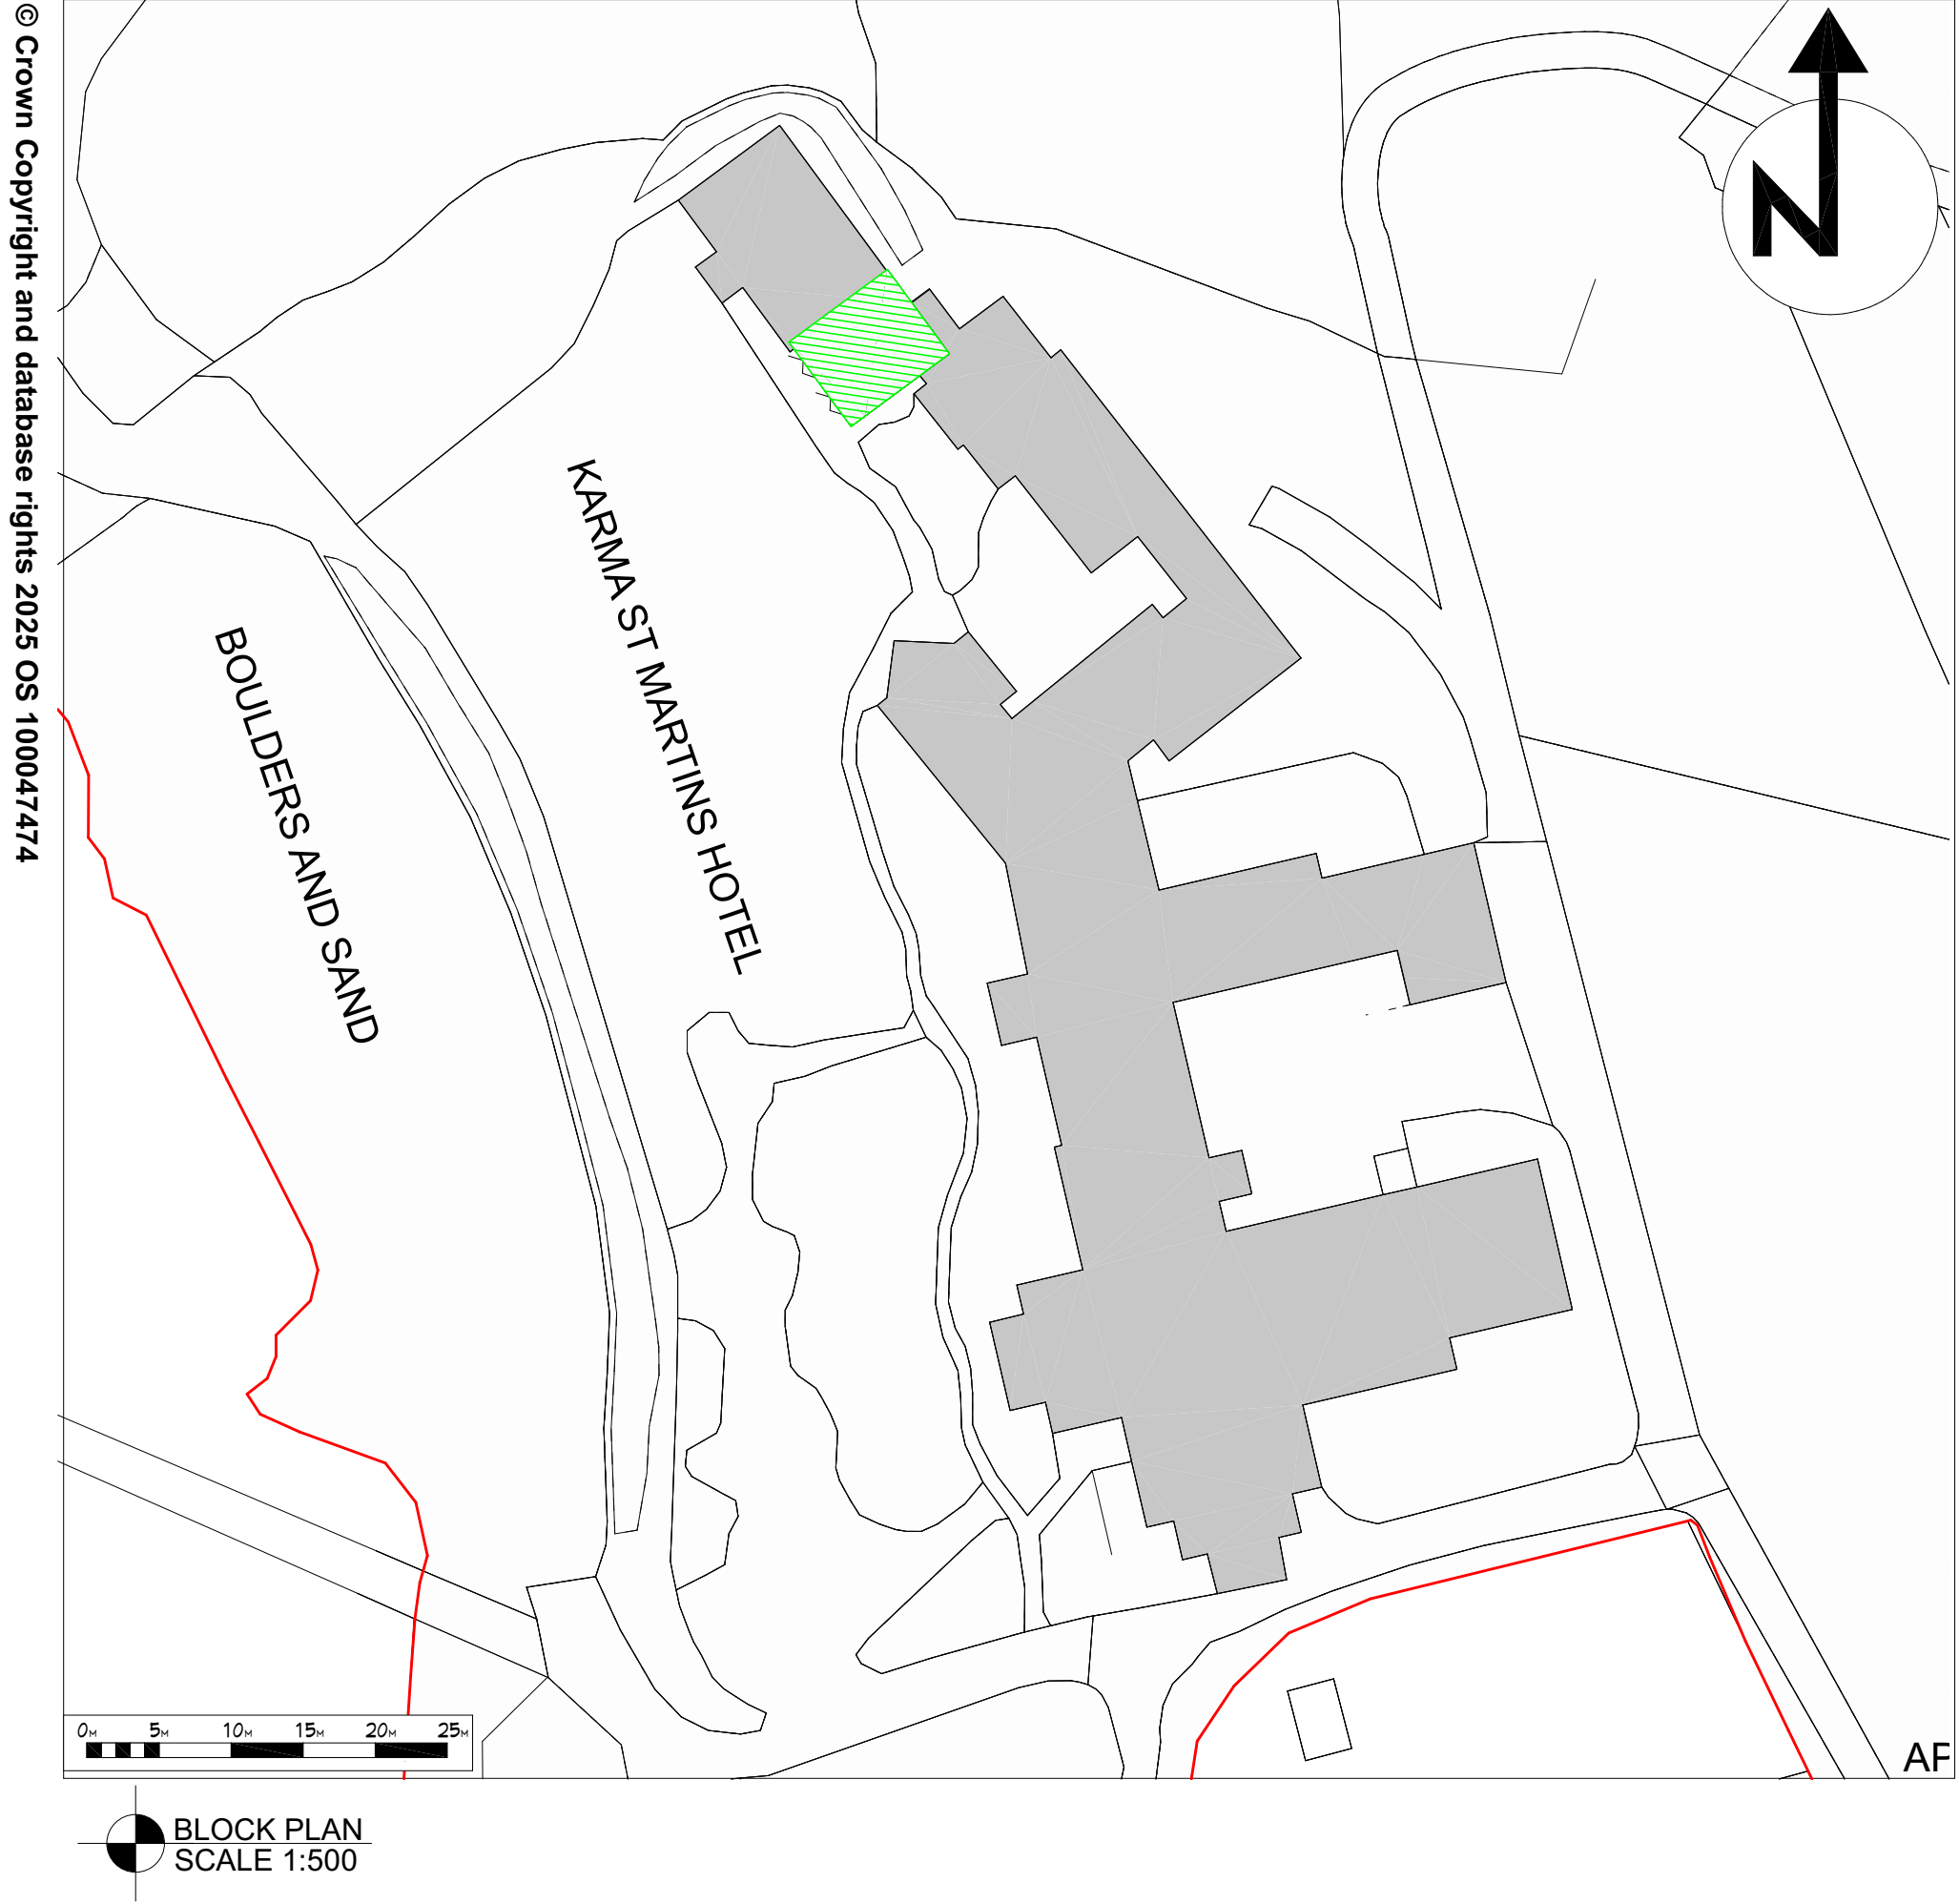 © Crown Copyright and database rights 2025 OS 100047474
N
KARMA ST MARTINS HOTEL
BOULDERS AND SAND
0M 5M 10M 15M 20M 25M
AF
BLOCK PLAN
SCALE 1:500